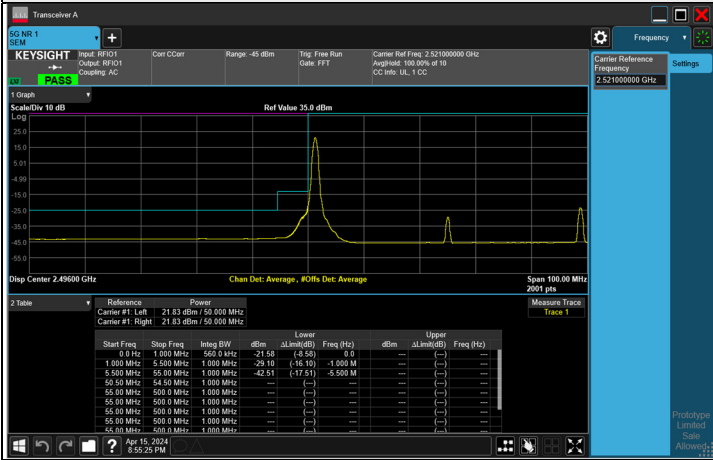 Transceiver A
5G NR 1
SEM
Frequency
KEYSIGHT
LXI
PASS
Input: RFIO1
Output: RFIO1
Coupling: AC
Corr CCorr
Range: -45 dBm
Trig: Free Run
Gate: FFT
Carrier Ref Freq: 2.521000000 GHz
Avg|Hold: 100.00% of 10
CC Info: UL, 1 CC
Carrier Reference
Frequency
2.521000000 GHz
Settings
1 Graph
Scale/Div 10 dB
Ref Value 35.0 dBm
Log
25.0
15.0
5.01
-4.99
-15.0
-25.0
-35.0
-45.0
-55.0
Disp Center 2.49600 GHz
Chan Det: Average , #Offs Det: Average
Span 100.00 MHz
2001 pts
2 Table
Measure Trace
Trace 1
Reference Power
Carrier #1: Left 21.83 dBm / 50.000 MHz
Carrier #1: Right 21.83 dBm / 50.000 MHz
Lower Upper
Start Freq Stop Freq Integ BW dBm ΔLimit(dB) Freq (Hz) dBm ΔLimit(dB) Freq (Hz)
0.0 Hz 1.000 MHz 560.0 kHz -21.58 (-8.58) 0.0 --- (---) ---
1.000 MHz 5.500 MHz 1.000 MHz -29.10 (-16.10) -1.000 M --- (---) ---
5.500 MHz 55.00 MHz 1.000 MHz -42.51 (-17.51) -5.500 M --- (---) ---
50.50 MHz 54.50 MHz 1.000 MHz --- (---) --- --- (---) ---
55.00 MHz 500.0 MHz 1.000 MHz --- (---) --- --- (---) ---
55.00 MHz 500.0 MHz 1.000 MHz --- (---) --- --- (---) ---
55.00 MHz 500.0 MHz 1.000 MHz --- (---) --- --- (---) ---
55.00 MHz 500.0 MHz 1.000 MHz --- (---) --- --- (---) ---
55.00 MHz 500.0 MHz 1.000 MHz --- (---) --- --- (---) ---
Prototype
Limited
Sale
Allowed
Apr 15, 2024
8:55:25 PM